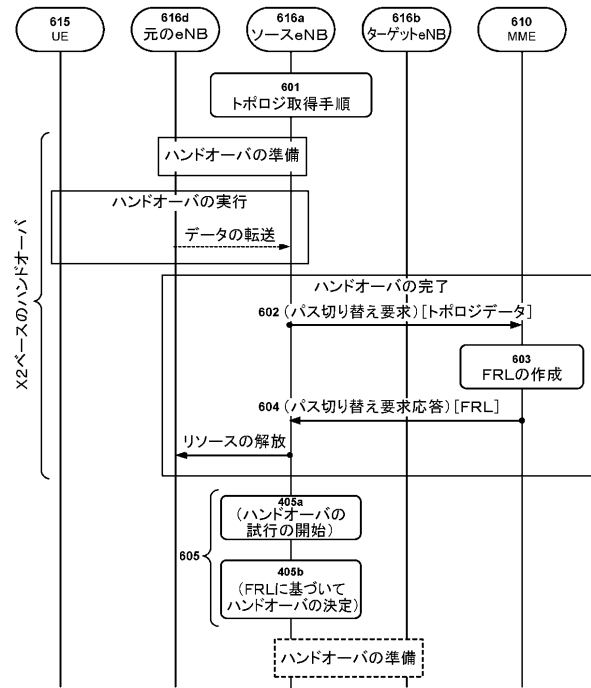 615
UE
616d
元のeNB
616a
ソースeNB
616b
ターゲットeNB
610
MME
601
トポロジ取得手順
ハンドオーバの準備
ハンドオーバの実行
データの転送
X2ベースのハンドオーバ
ハンドオーバの完了
602 (パス切り替え要求)[トポロジデータ]
603
FRLの作成
604 (パス切り替え要求応答)[FRL]
リソースの解放
605
405a
(ハンドオーバの
試行の開始)
405b
(FRLに基づいて
ハンドオーバの決定)
ハンドオーバの準備